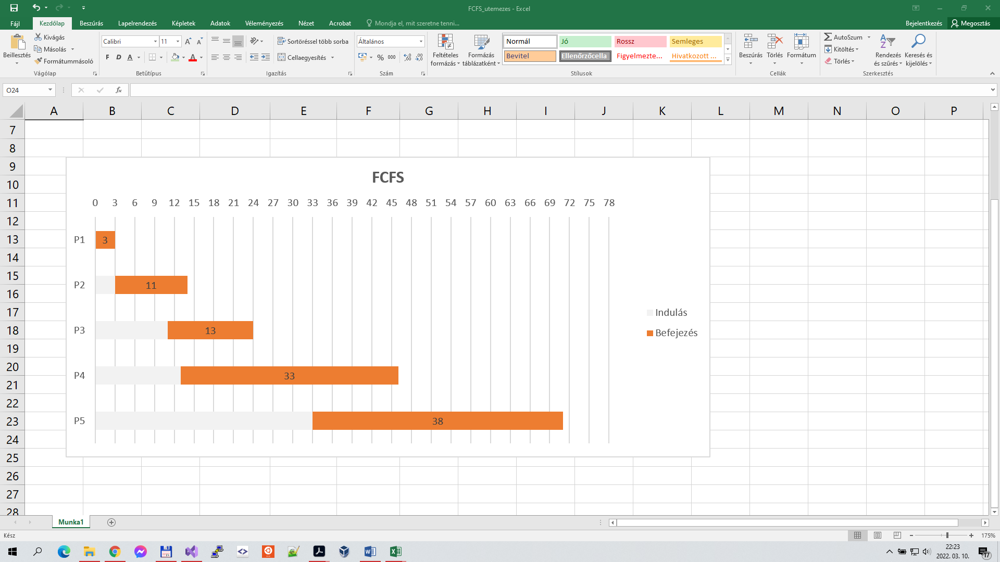 FCFS_utemezes - Excel
Fájl Kezdőlap Beszúrás Lapelrendezés Képletek Adatok Véleményezés Nézet Acrobat Mondja el, mit szeretne tenni... Bejelentkezés Megosztás
Beillesztés
Kivágás
Másolás
Formátummásoló
Vágólap
Calibri 11
F D A
Betűtípus
Sortöréssel több sorba
Cellaegyesítés
Igazítás
Általános
% 000
Szám
Feltételes formázás
Formázás táblázatként
Normál Jó Rossz Semleges
Bevitel Ellenőrzőcella Figyelmezte... Hivatkozott ...
Stílusok
Beszúrás Törlés Formátum
Cellák
AutoSzum
Kitöltés
Törlés
Rendezés és szűrés
Keresés és kijelölés
Szerkesztés
O24 fx
A B C D E F G H I J K L M N O P
7
8
9
10
11
12
13
14
15
16
17
18
19
20
21
22
23
24
25
26
27
28
FCFS
0 3 6 9 12 15 18 21 24 27 30 33 36 39 42 45 48 51 54 57 60 63 66 69 72 75 78
P1 3
P2 11
P3 13
P4 33
P5 38
Indulás
Befejezés
Munka1
Kész 175%
22:23
2022. 03. 10.
17